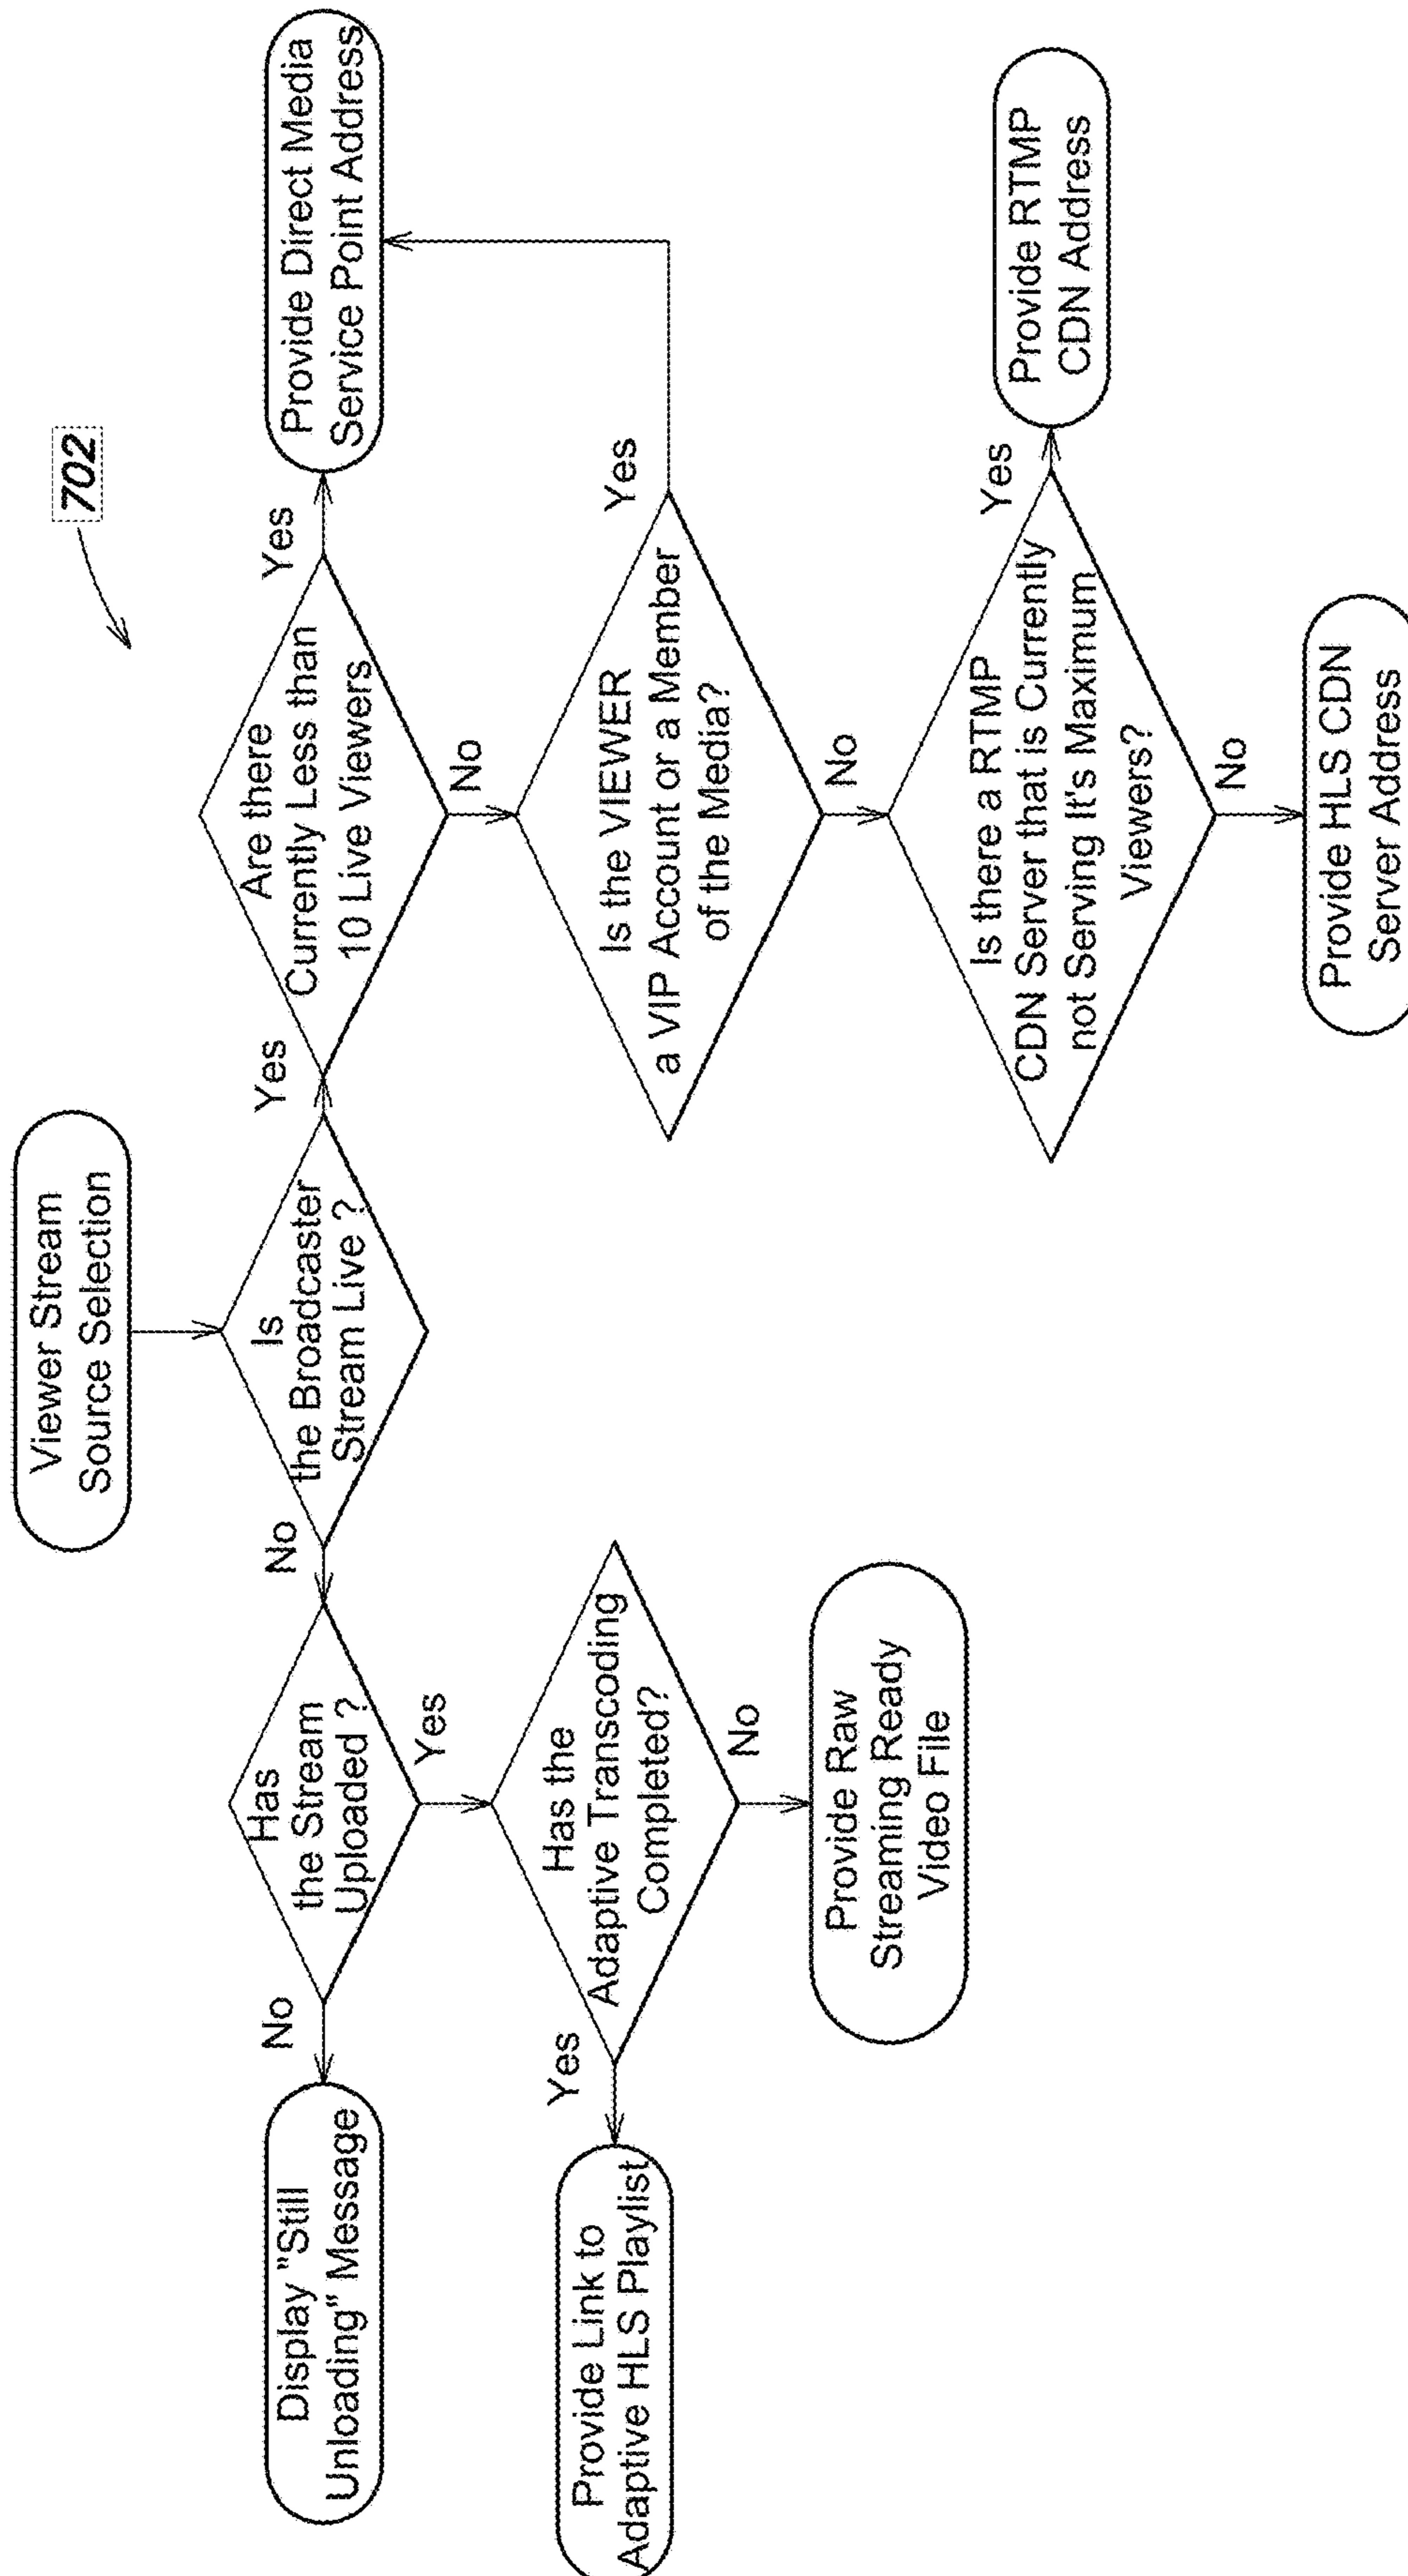 702
Viewer Stream
Source Selection
Is
the Broadcaster
Stream Live ?
No
Yes
Has
the Stream
Uploaded ?
No
Yes
Display "Still
Unloading" Message
Has the
Adaptive Transcoding
Completed?
Yes
No
Provide Link to
Adaptive HLS Playlist
Provide Raw
Streaming Ready
Video File
Are there
Currently Less than
10 Live Viewers
Yes
No
Provide Direct Media
Service Point Address
Is the VIEWER
a VIP Account or a Member
of the Media?
Yes
No
Is there a RTMP
CDN Server that is Currently
not Serving It's Maximum
Viewers?
Yes
No
Provide RTMP
CDN Address
Provide HLS CDN
Server Address